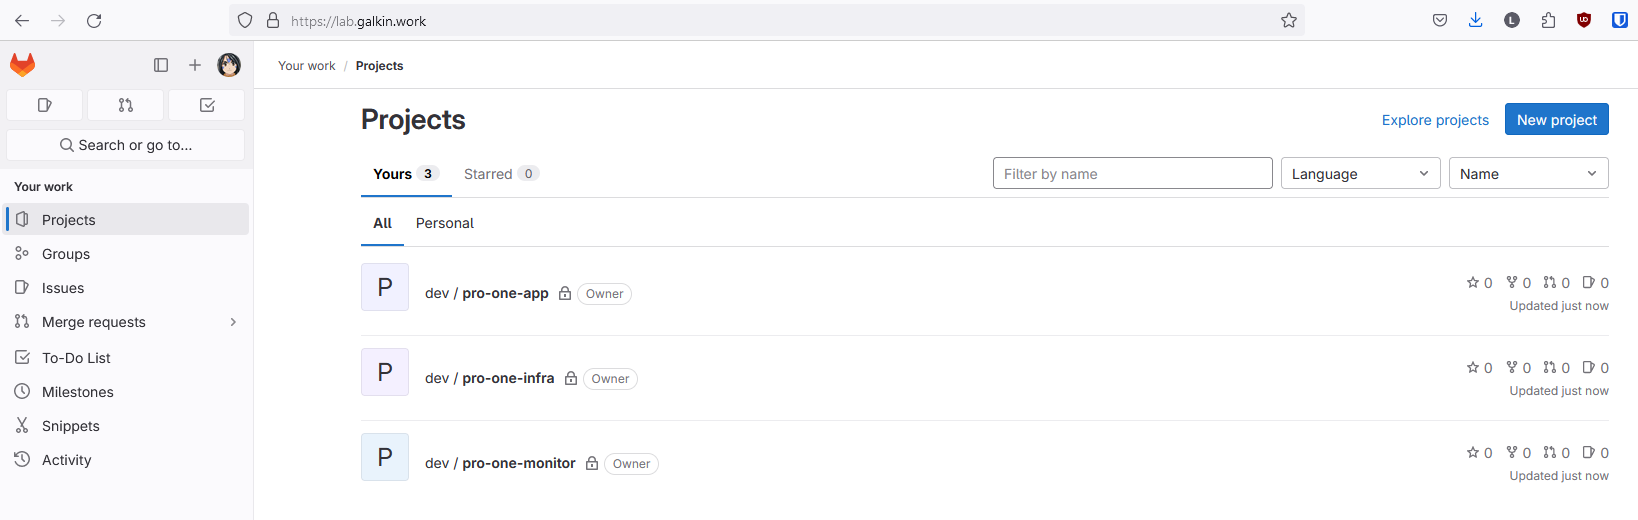 https://lab.galkin.work
L
Your work / Projects
Projects
Explore projects
New project
Search or go to...
Yours 3
Starred 0
Filter by name
Language
Name
Your work
All
Personal
Projects
Groups
Issues
Merge requests
To-Do List
Milestones
Snippets
Activity
P
dev / pro-one-app
Owner
0 0 0 0
Updated just now
P
dev / pro-one-infra
Owner
0 0 0 0
Updated just now
P
dev / pro-one-monitor
Owner
0 0 0 0
Updated just now